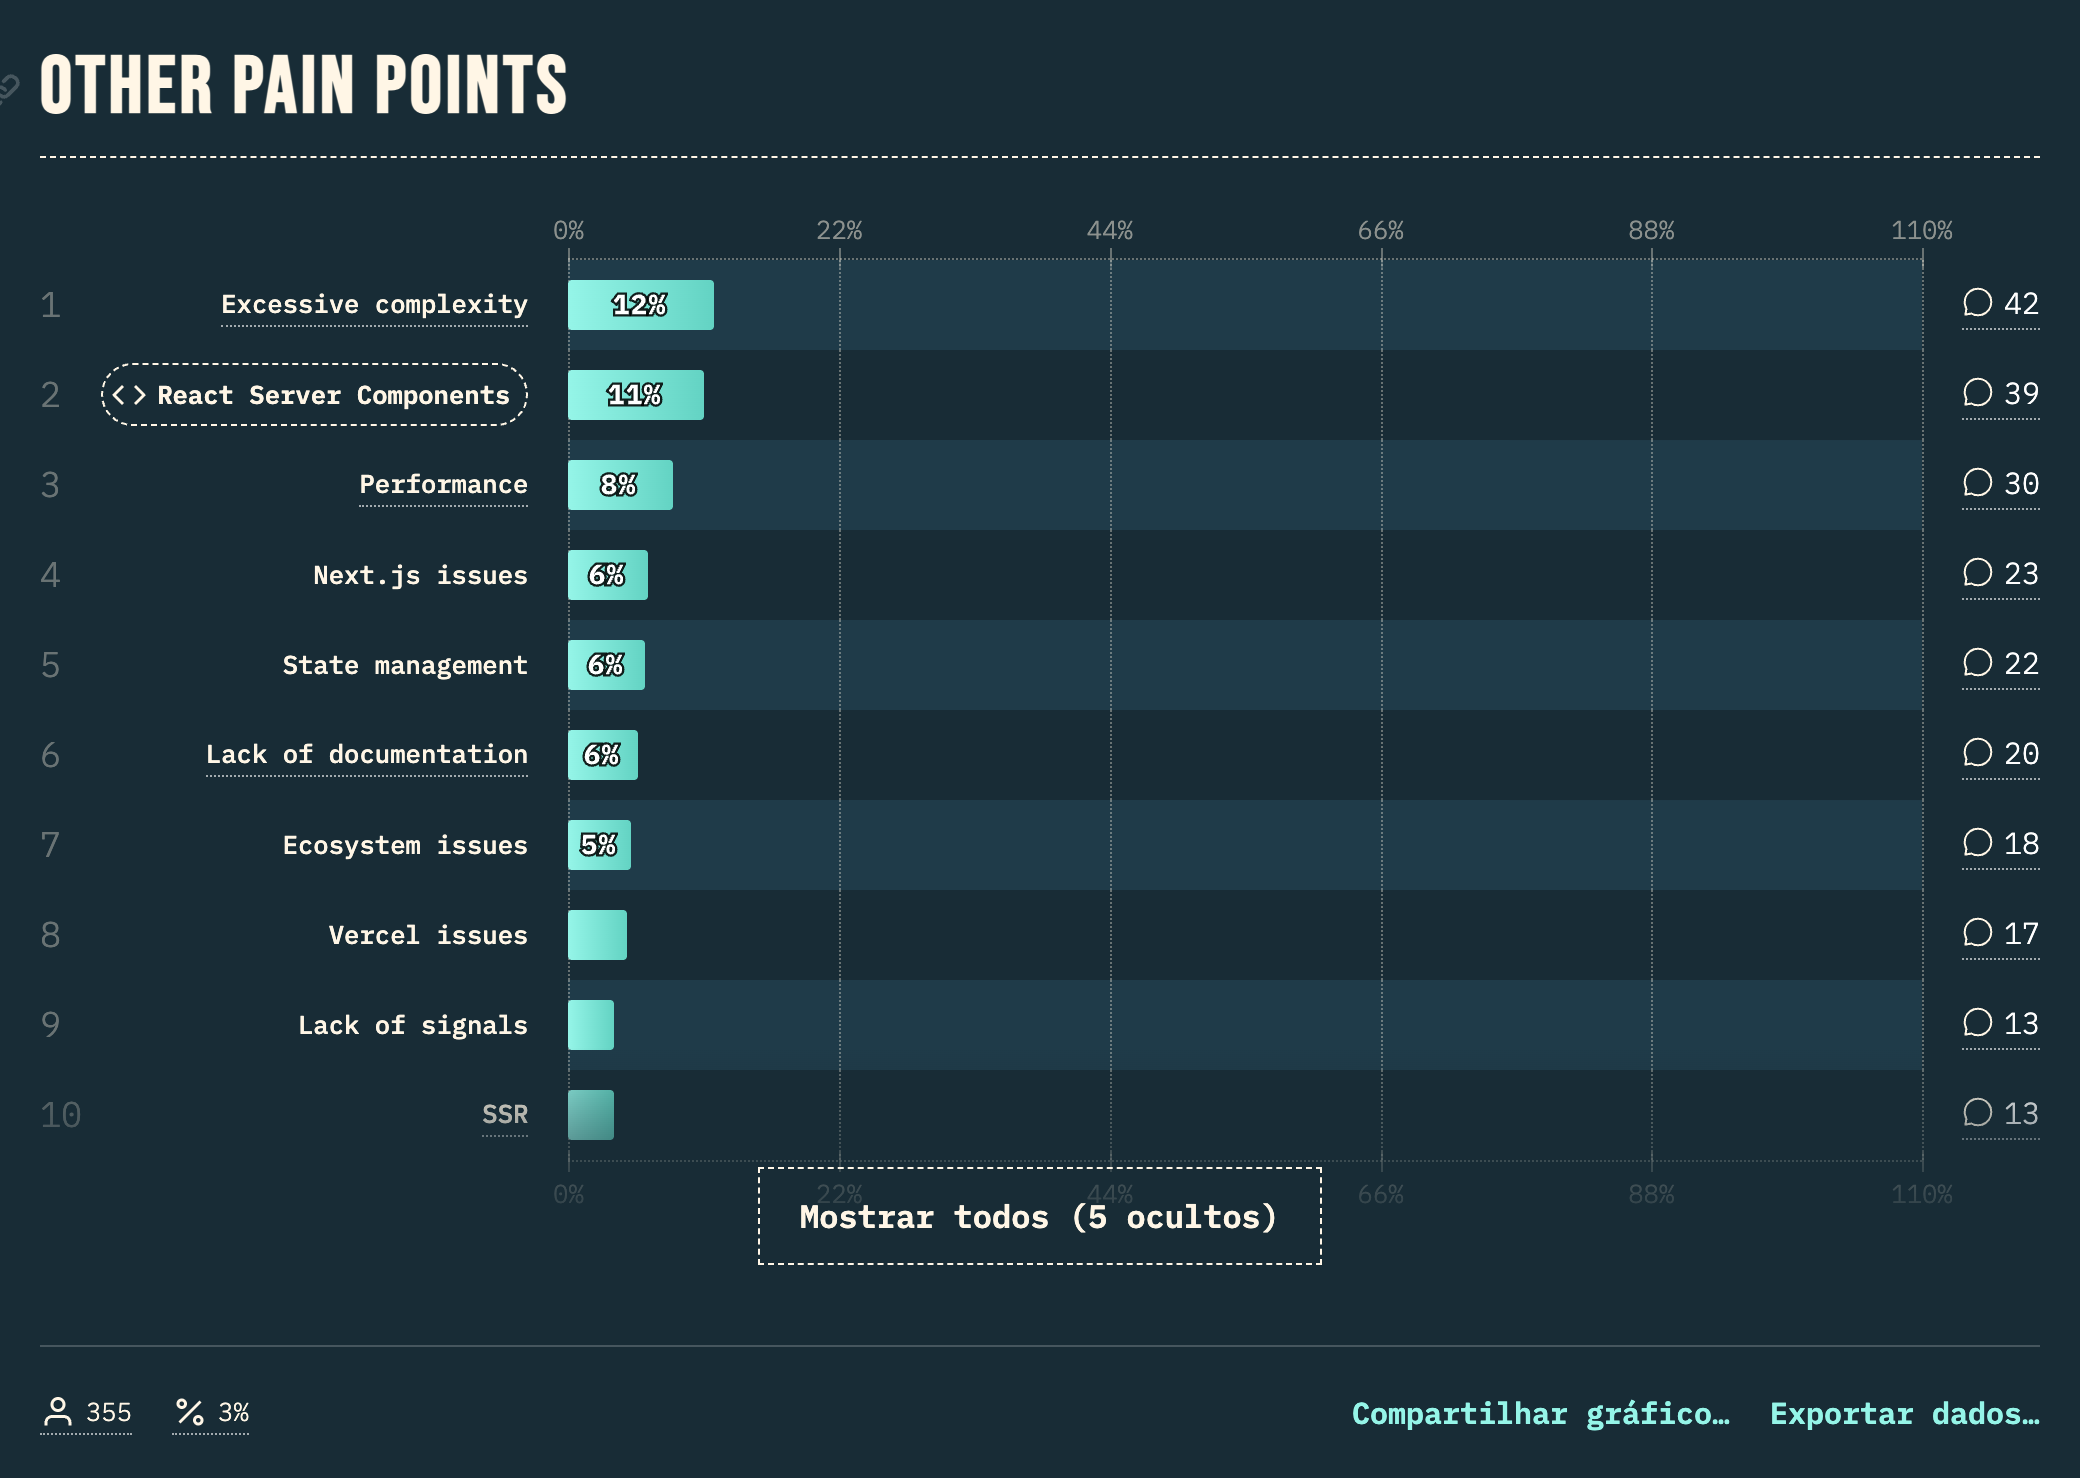 OTHER PAIN POINTS
0% 22% 44% 66% 88% 110%
1 Excessive complexity 12% 42
2 <> React Server Components 11% 39
3 Performance 8% 30
4 Next.js issues 6% 23
5 State management 6% 22
6 Lack of documentation 6% 20
7 Ecosystem issues 5% 18
8 Vercel issues 17
9 Lack of signals 13
10 SSR 13
0% 22% 44% 66% 88% 110%
Mostrar todos (5 ocultos)
355 3% Compartilhar gráfico… Exportar dados…